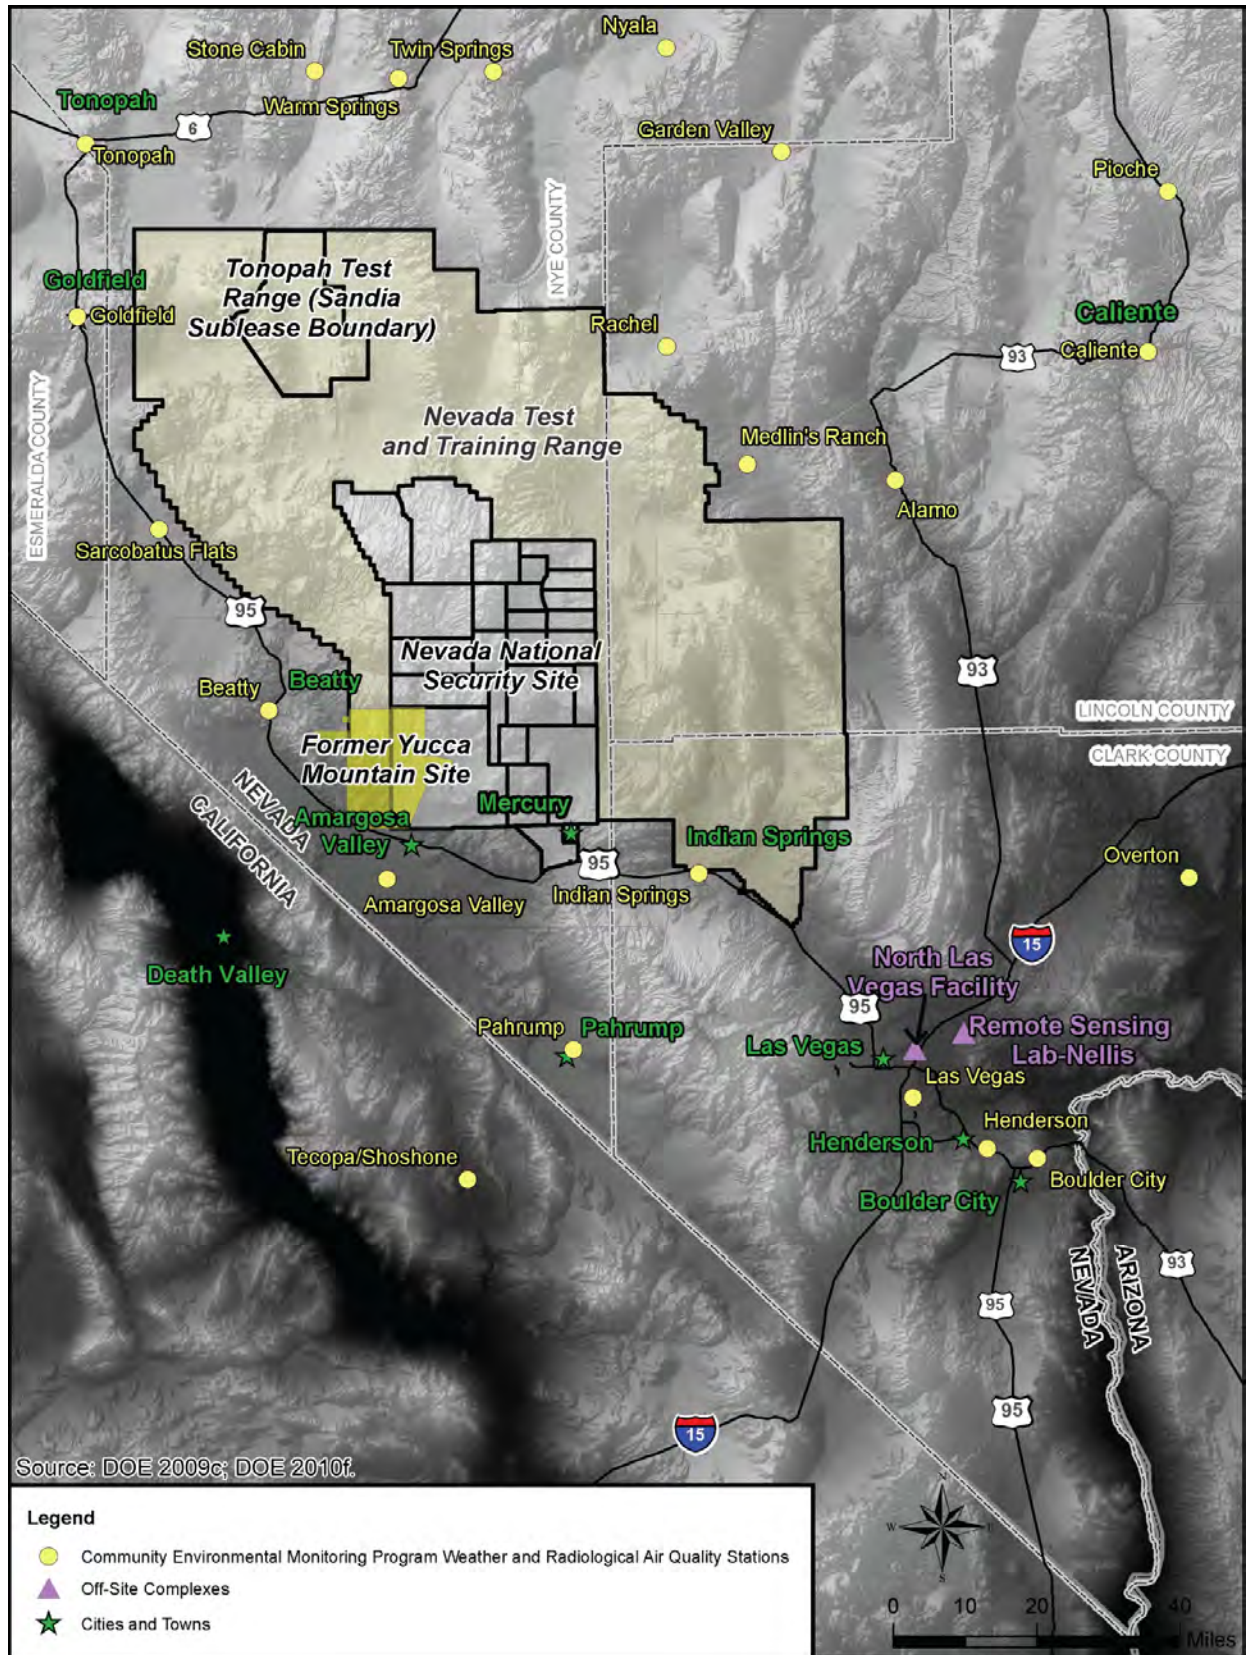 Nyala
Stone Cabin
Twin Springs
Warm Springs
Tonopah
6
Tonopah
Garden Valley
Pioche
NYE COUNTY
Tonopah Test
Range (Sandia
Sublease Boundary)
Goldfield
Goldfield
Rachel
Caliente
Caliente
93
Nevada Test
and Training Range
Medlin's Ranch
Alamo
ESMERALDA COUNTY
Sarcobatus Flats
95
93
Nevada National
Security Site
Beatty
Beatty
LINCOLN COUNTY
CLARK COUNTY
Former Yucca
Mountain Site
NEVADA
CALIFORNIA
Mercury
Amargosa
Valley
Indian Springs
95
Overton
Amargosa Valley
Indian Springs
15
Death Valley
North Las
Vegas Facility
95
Pahrump
Pahrump
Las Vegas
Remote Sensing
Lab-Nellis
Las Vegas
Henderson
Henderson
Tecopa/Shoshone
Boulder City
Boulder City
ARIZONA
NEVADA
93
95
95
15
Source: DOE 2009c; DOE 2010f.
Legend
Community Environmental Monitoring Program Weather and Radiological Air Quality Stations
Off-Site Complexes
Cities and Towns
N
W
E
S
0 10 20 40
Miles